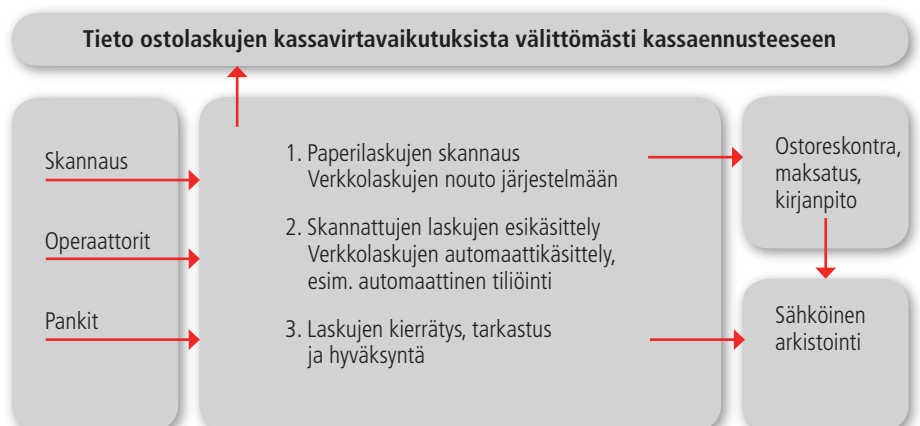 Tieto ostolaskujen kassavirtavaikutuksista välittömästi kassaennusteeseen
Skannaus
Operaattorit
Pankit
1. Paperilaskujen skannaus
Verkkolaskujen nouto järjestelmään
2. Skannattujen laskujen esikäsittely
Verkkolaskujen automaattikäsittely,
esim. automaattinen tiliöinti
3. Laskujen kierrätys, tarkastus
ja hyväksyntä
Ostoreskontra,
maksatus,
kirjanpito
Sähköinen
arkistointi